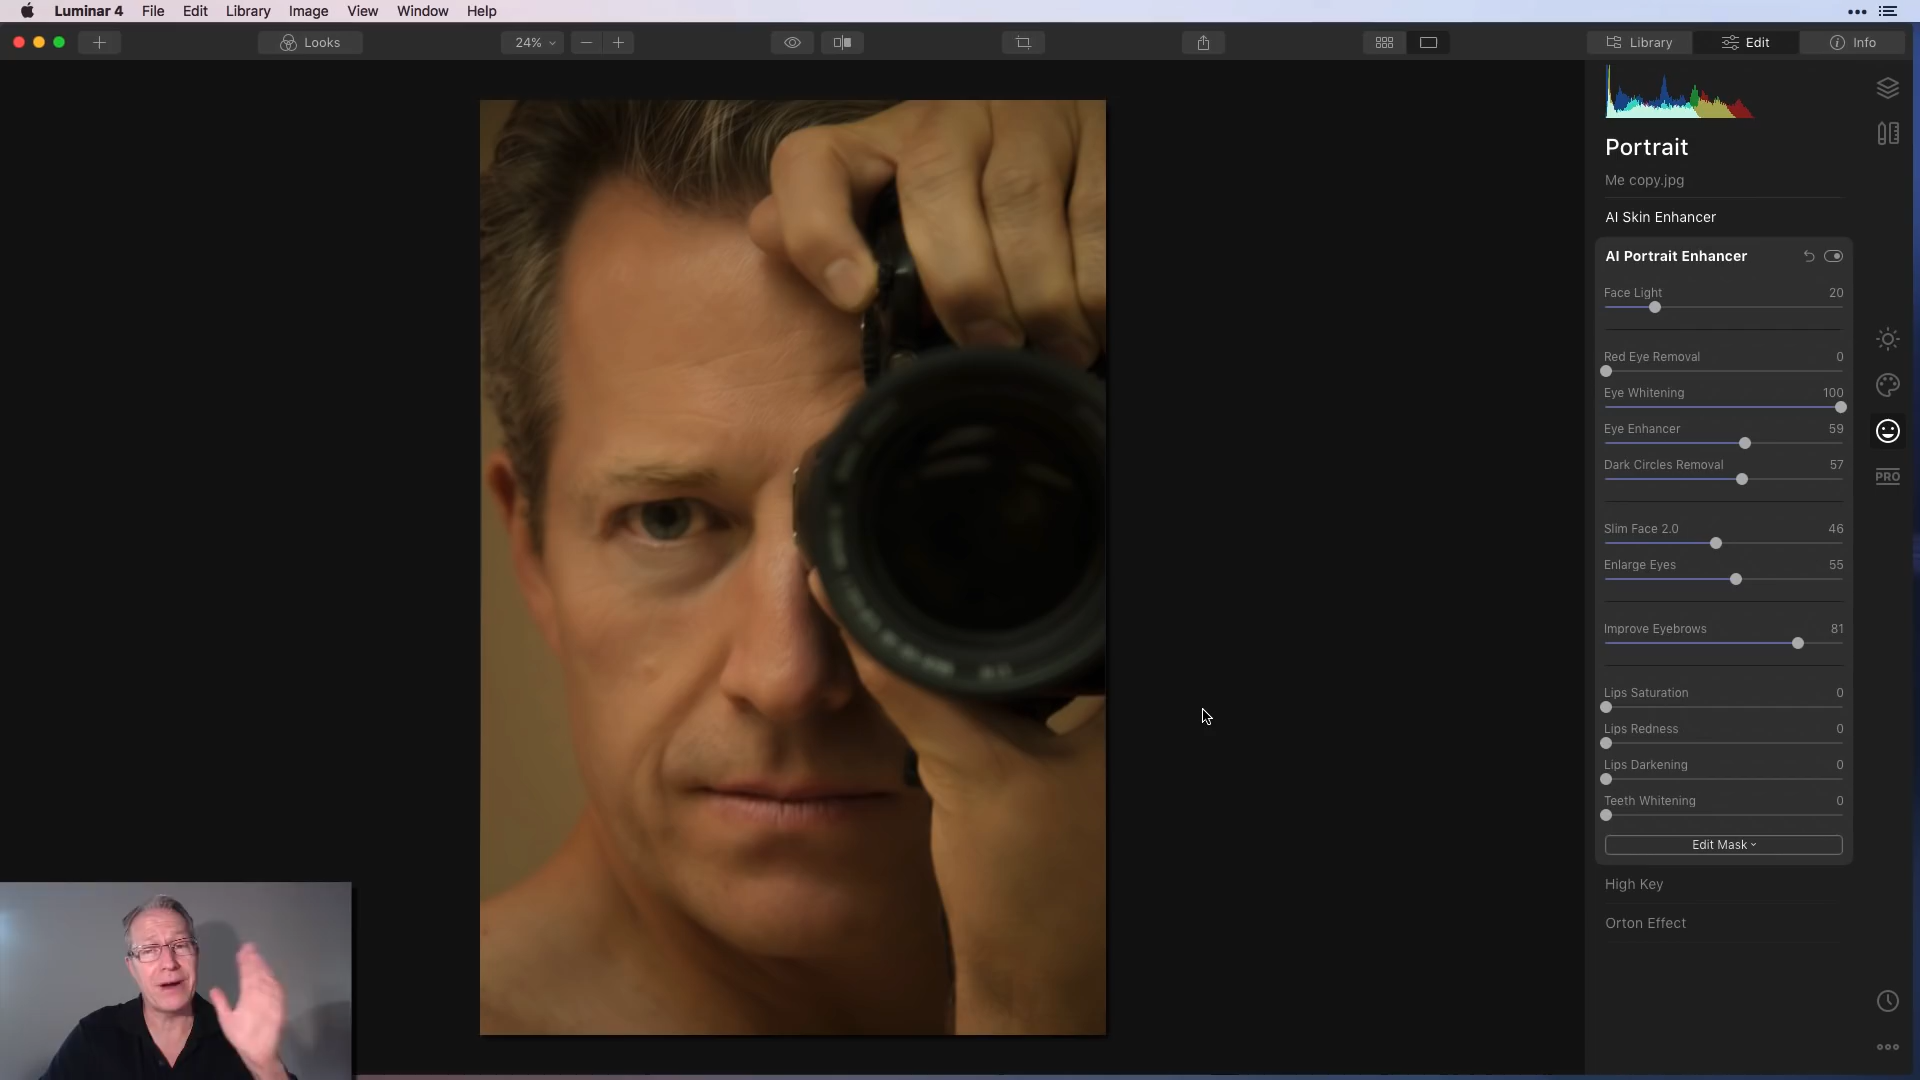 Luminar 4 File Edit Library Image View Window Help
Looks 24% Library Edit Info
Portrait
Me copy.jpg
AI Skin Enhancer
AI Portrait Enhancer
Face Light 20
Red Eye Removal 0
Eye Whitening 100
Eye Enhancer 59
Dark Circles Removal 57
PRO
Slim Face 2.0 46
Enlarge Eyes 55
Improve Eyebrows 81
Lips Saturation 0
Lips Redness 0
Lips Darkening 0
Teeth Whitening 0
Edit Mask
High Key
Orton Effect